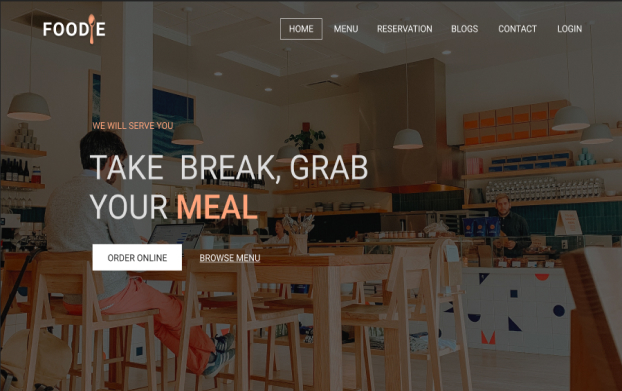 FOODIE
HOME MENU RESERVATION BLOGS CONTACT LOGIN
WE WILL SERVE YOU
TAKE BREAK, GRAB
YOUR MEAL
ORDER ONLINE BROWSE MENU